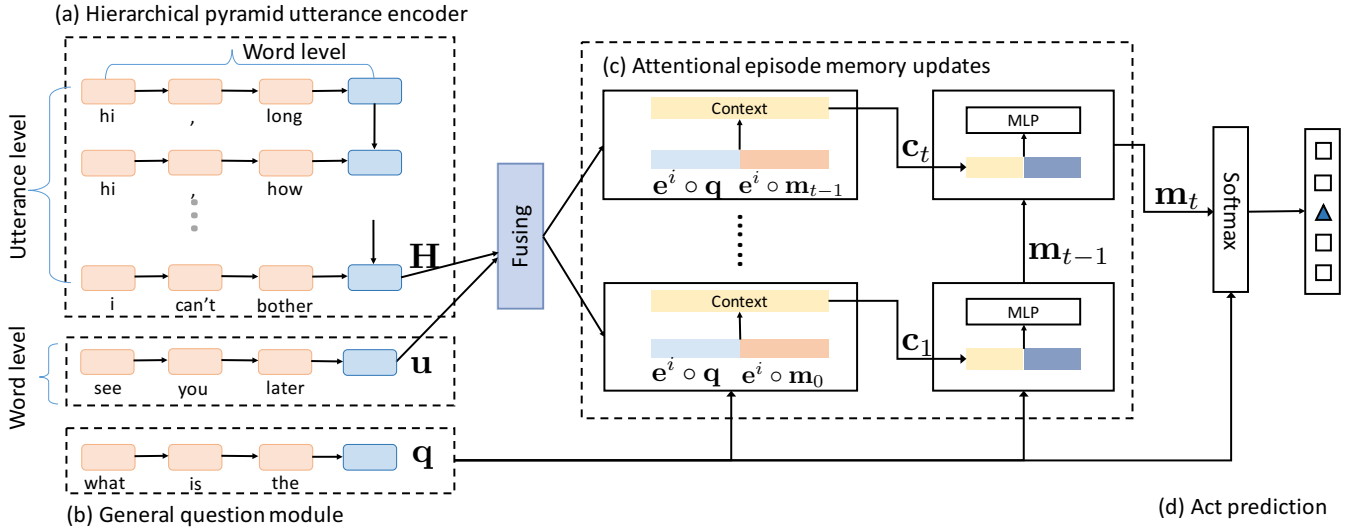 (a) Hierarchical pyramid utterance encoder
Word level
Utterance level
hi , long
hi , how
i can't bother
H
Word level
see you later
u
what is the
q
(b) General question module
Fusing
(c) Attentional episode memory updates
Context
e^i ∘ q e^i ∘ m_{t−1}
c_t
MLP
m_{t−1}
Context
e^i ∘ q e^i ∘ m_0
c_1
MLP
m_t
Softmax
(d) Act prediction